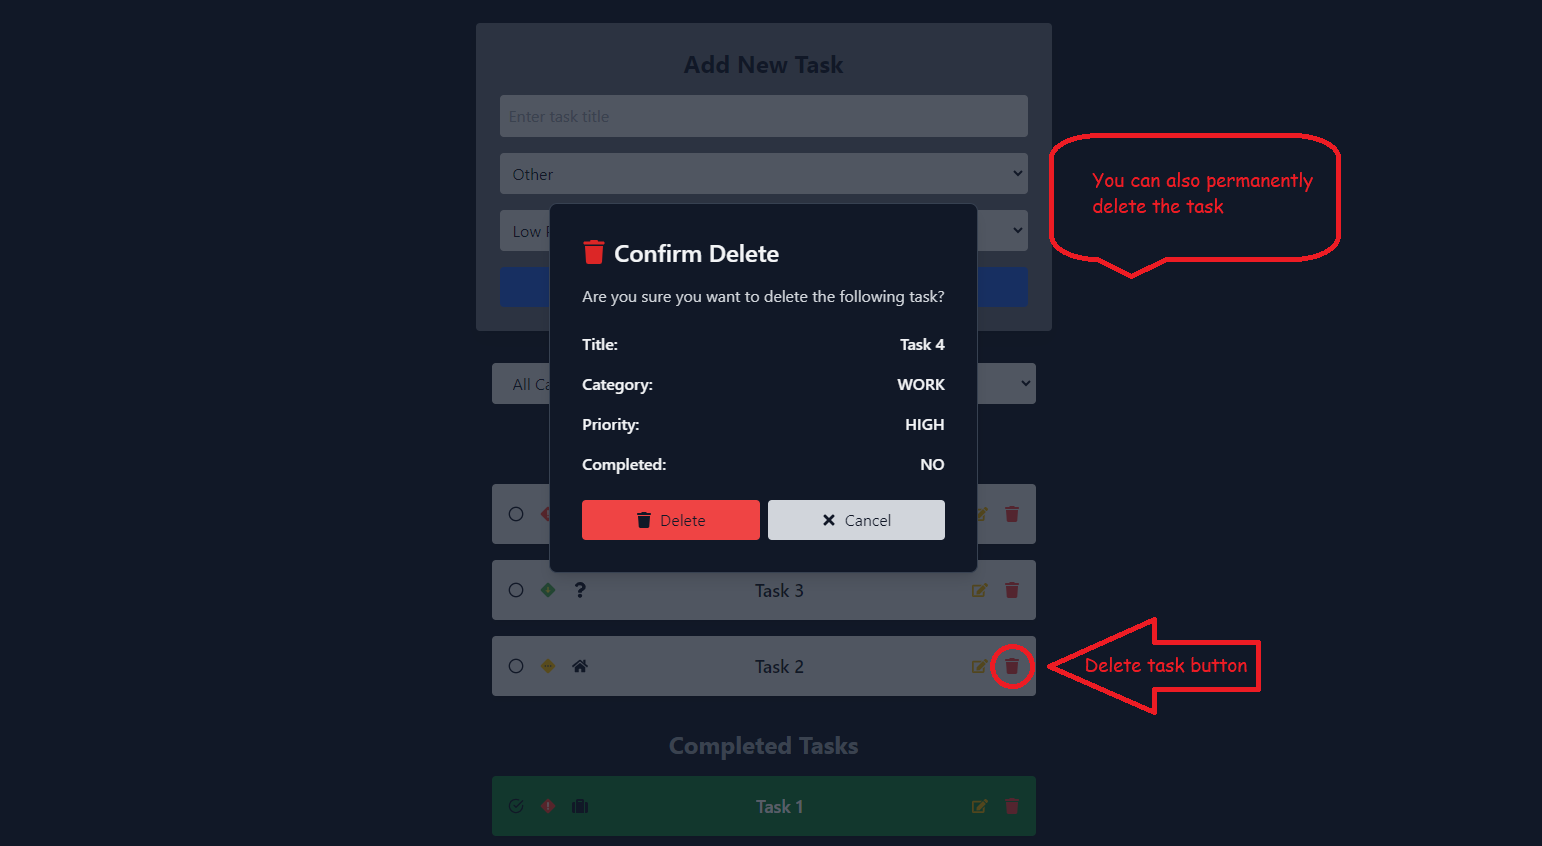 Add New Task
Enter task title
Other
You can also permanently
delete the task
Low
Confirm Delete
Are you sure you want to delete the following task?
Title: Task 4
All
Category: WORK
Priority: HIGH
Completed: NO
Delete Cancel
Task 3
Task 2
Delete task button
Completed Tasks
Task 1